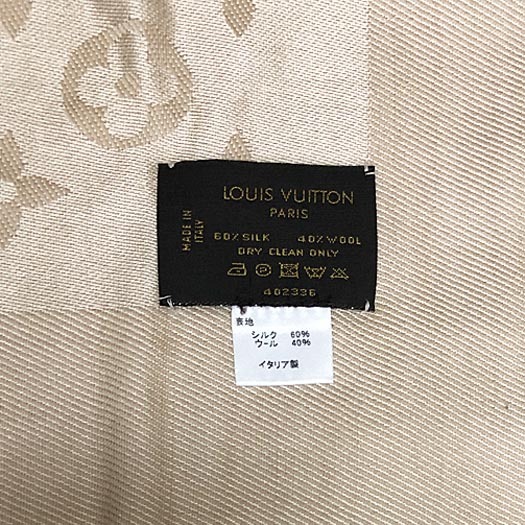 LOUIS VUITTON
PARIS
MADE IN
ITALY
60% SILK 40% WOOL
DRY CLEAN ONLY
402336
表地
シルク 60%
ウール 40%
イタリア製